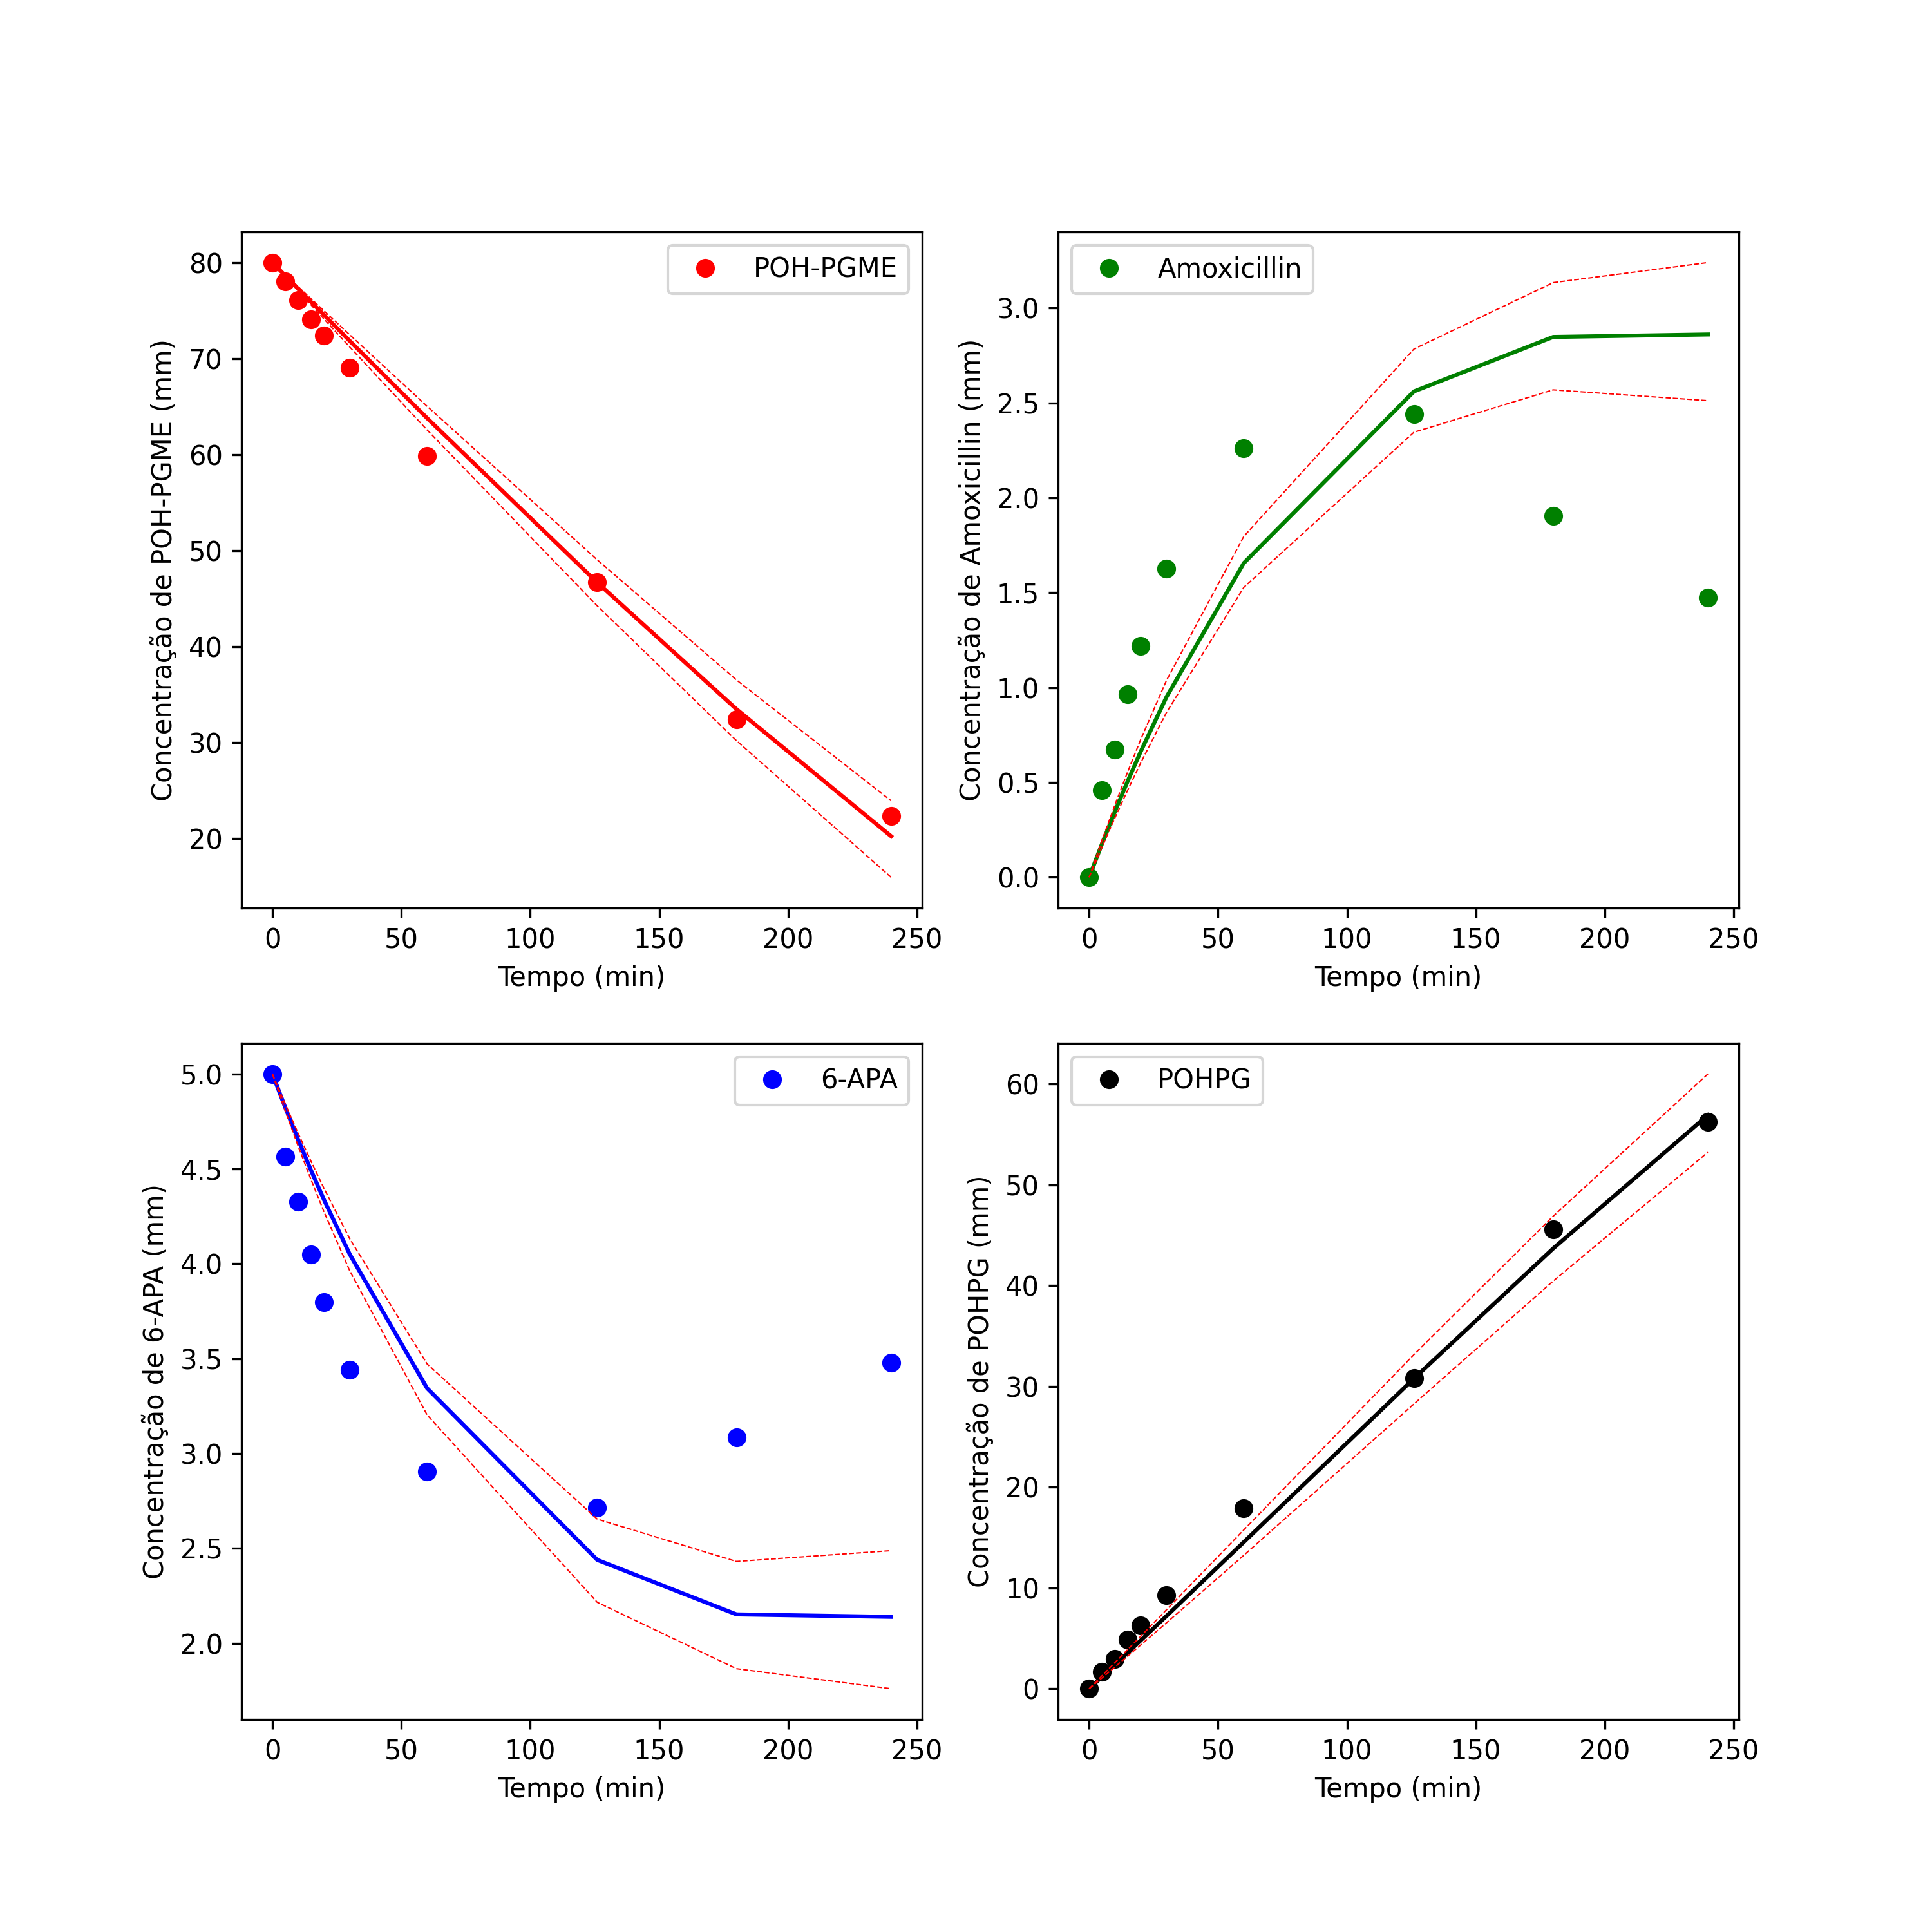 POH-PGME
Concentração de POH-PGME (mm)
80
70
60
50
40
30
20
0 50 100 150 200 250
Tempo (min)
Amoxicillin
Concentração de Amoxicillin (mm)
3.0
2.5
2.0
1.5
1.0
0.5
0.0
0 50 100 150 200 250
Tempo (min)
6-APA
Concentração de 6-APA (mm)
5.0
4.5
4.0
3.5
3.0
2.5
2.0
0 50 100 150 200 250
Tempo (min)
POHPG
Concentração de POHPG (mm)
60
50
40
30
20
10
0
0 50 100 150 200 250
Tempo (min)